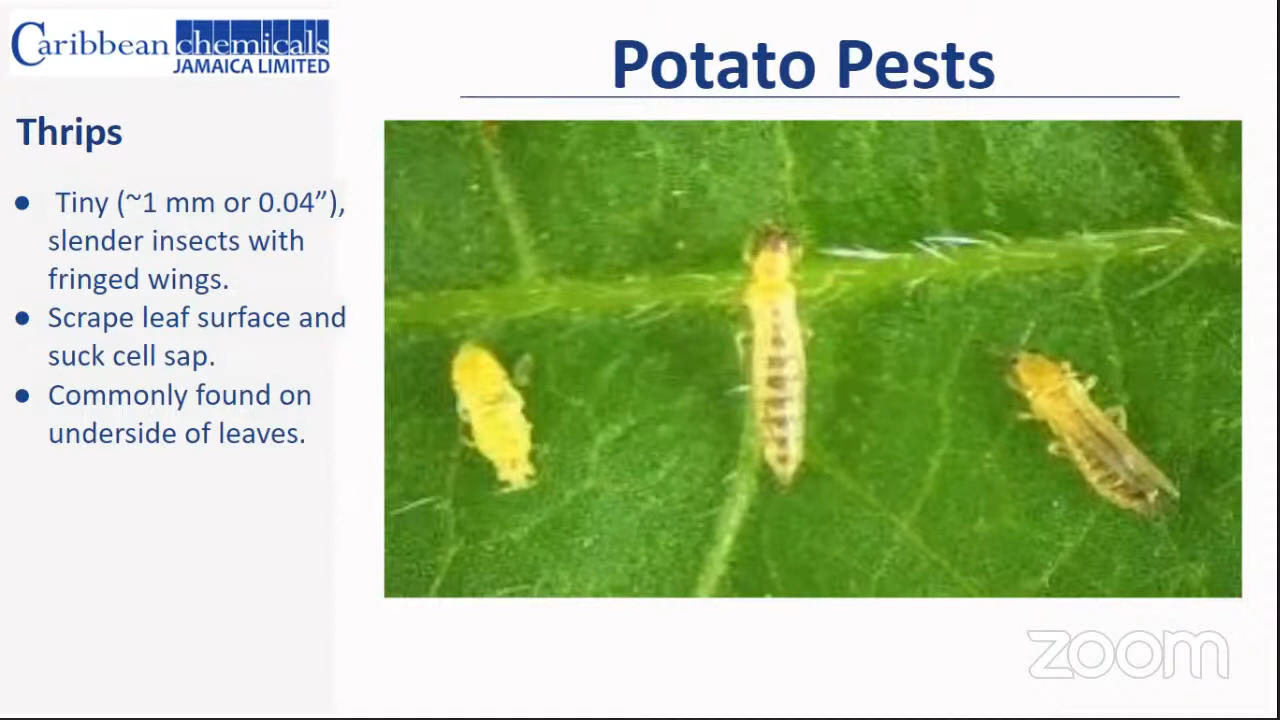 Caribbean chemicals
JAMAICA LIMITED
Potato Pests
Thrips
● Tiny (~1 mm or 0.04”),
slender insects with
fringed wings.
● Scrape leaf surface and
suck cell sap.
● Commonly found on
underside of leaves.
zoom